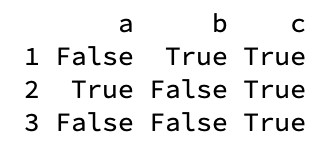 a b c
1 False True True
2 True False True
3 False False True